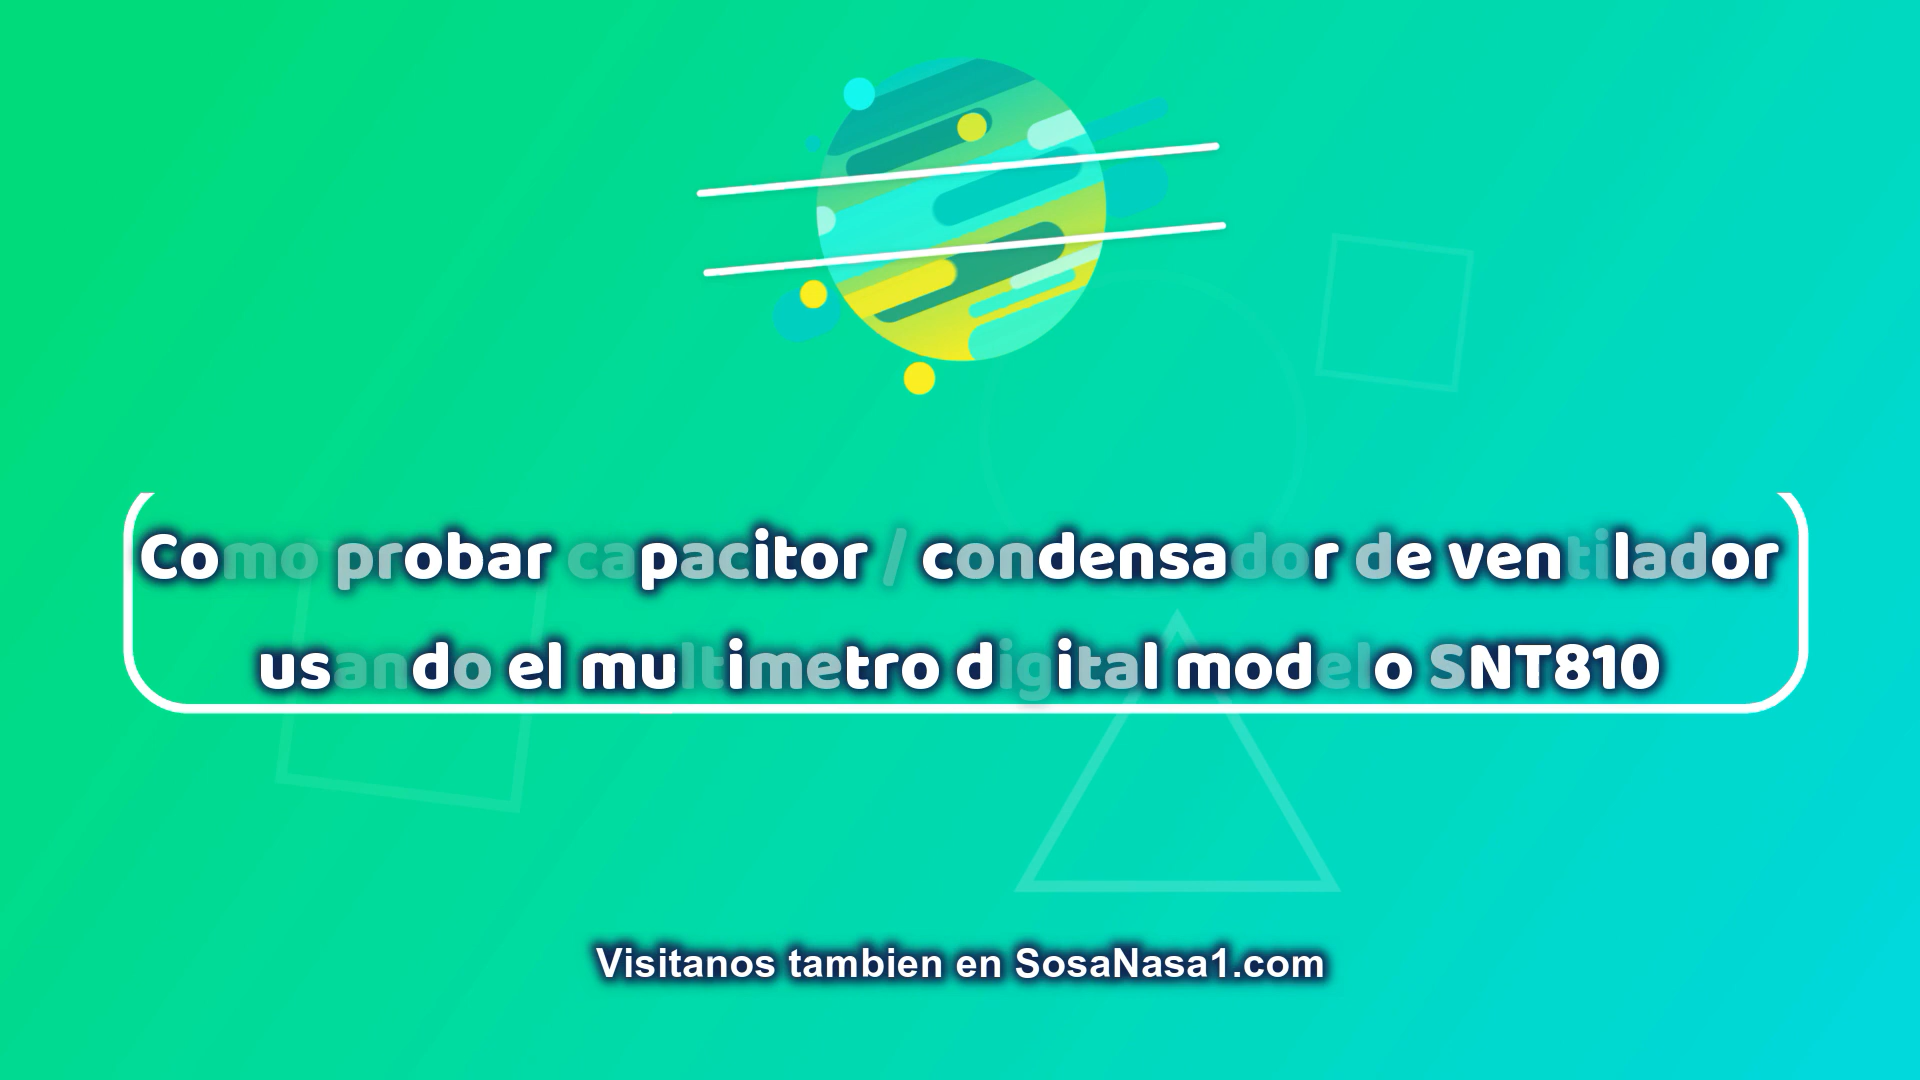 Como probar capacitor / condensador de ventilador
usando el multimetro digital modelo SNT810
Visitanos tambien en SosaNasa1.com